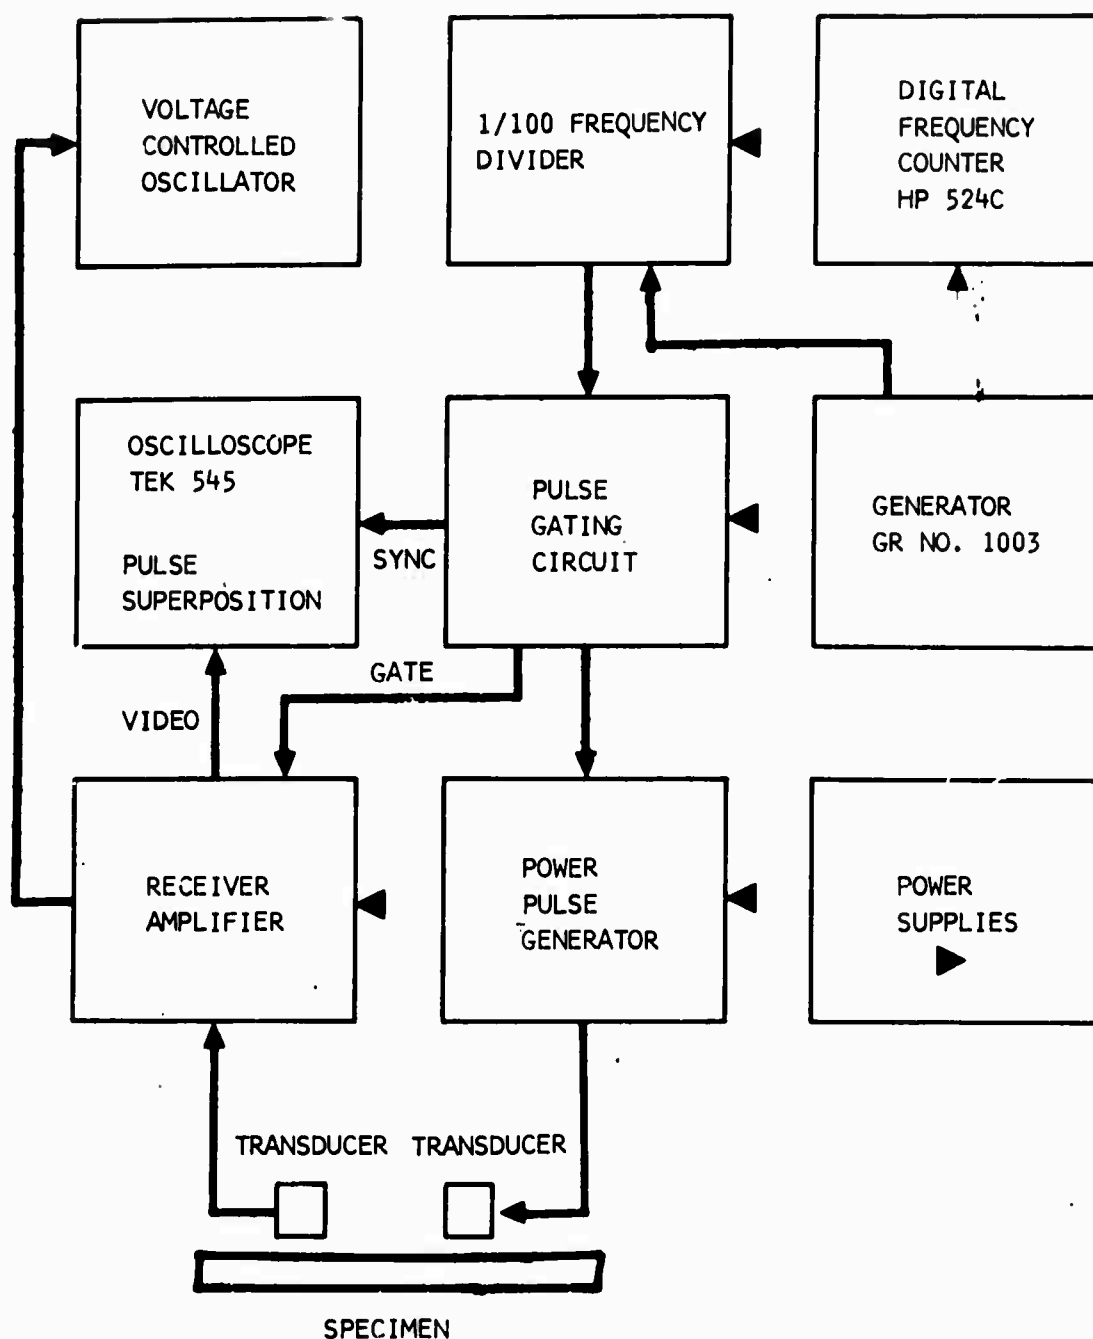 VOLTAGE
CONTROLLED
OSCILLATOR
1/100 FREQUENCY
DIVIDER
DIGITAL
FREQUENCY
COUNTER
HP 524C
OSCILLOSCOPE
TEK 545
PULSE
SUPERPOSITION
SYNC
PULSE
GATING
CIRCUIT
GENERATOR
GR NO. 1003
GATE
VIDEO
RECEIVER
AMPLIFIER
POWER
PULSE
GENERATOR
POWER
SUPPLIES
TRANSDUCER
TRANSDUCER
SPECIMEN